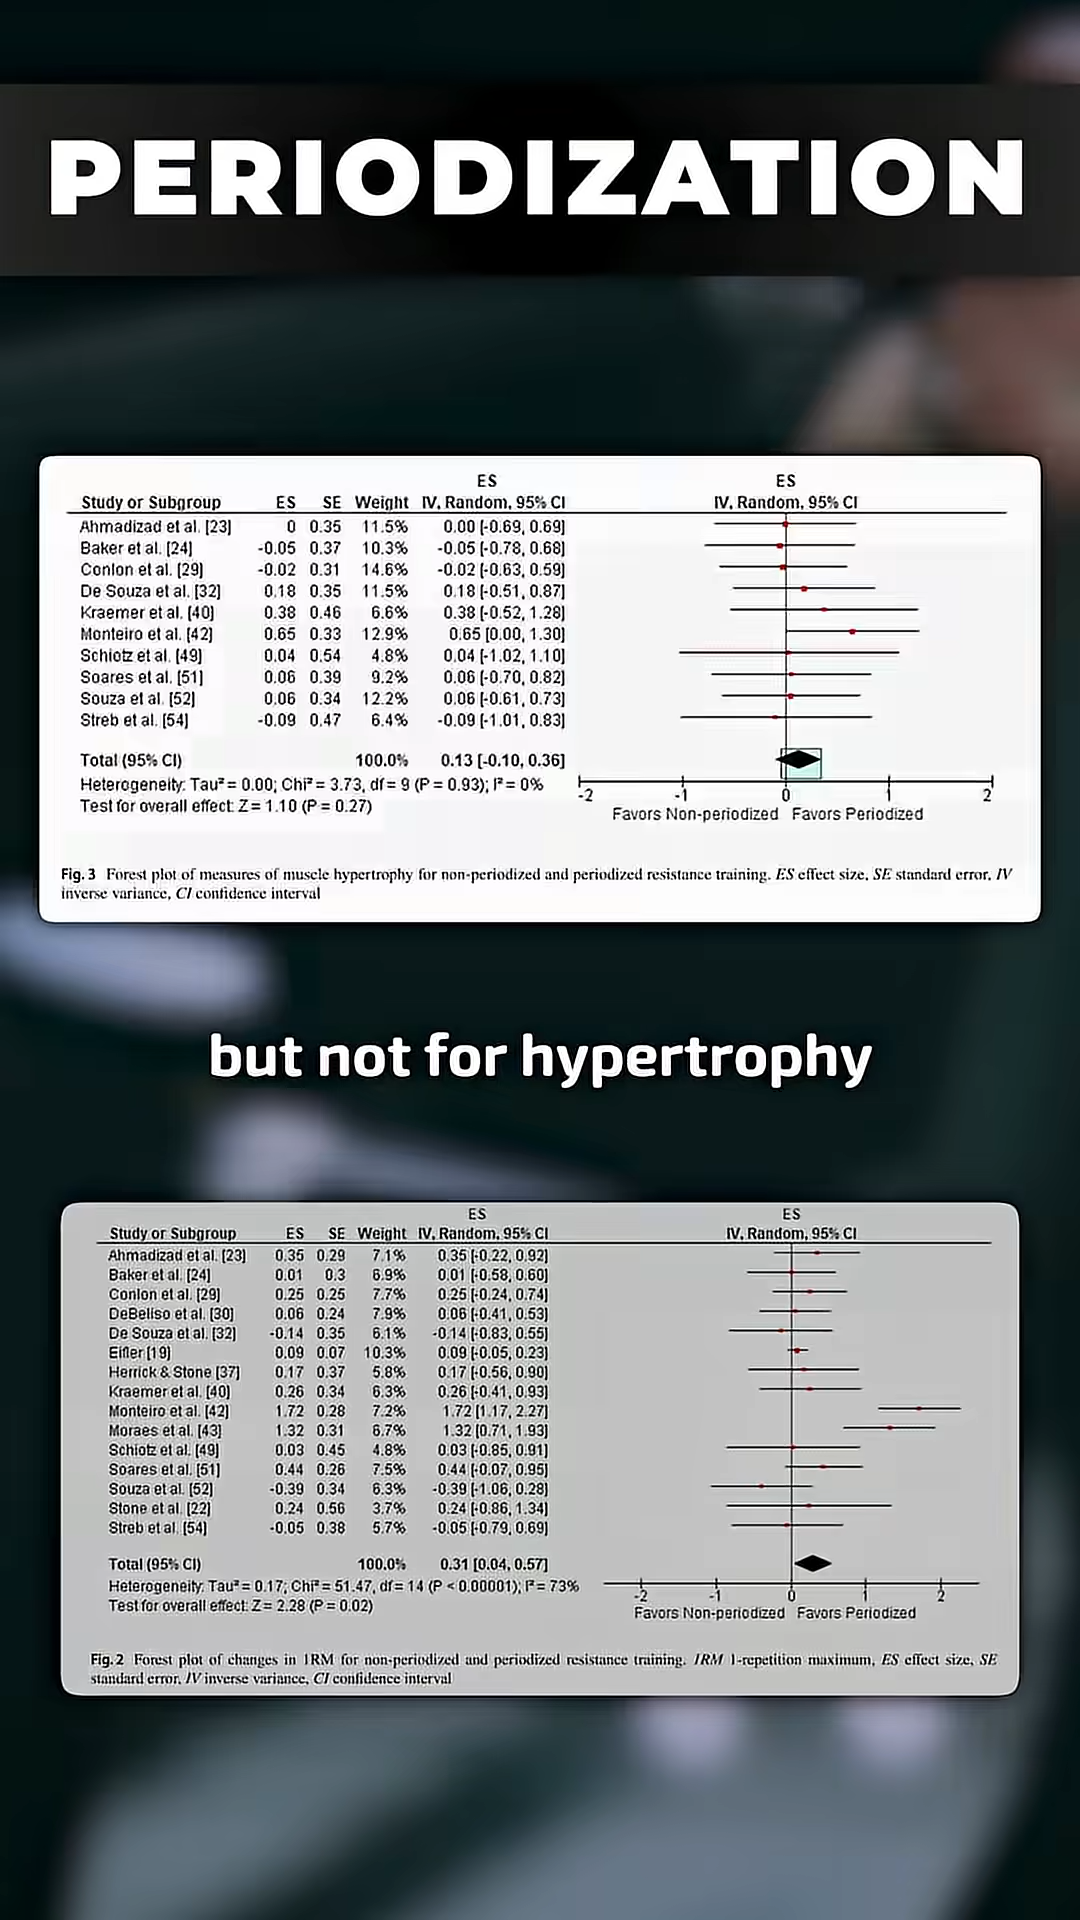 PERIODIZATION
ES ES
Study or Subgroup ES SE Weight IV, Random, 95% CI IV, Random, 95% CI
Ahmadizad et al. [23] 0 0.35 11.5% 0.00 [-0.69, 0.69]
Baker et al. [24] -0.05 0.37 10.3% -0.05 [-0.78, 0.68]
Conlon et al. [29] -0.02 0.31 14.6% -0.02 [-0.63, 0.59]
De Souza et al. [32] 0.18 0.35 11.5% 0.18 [-0.51, 0.87]
Kraemer et al. [40] 0.38 0.46 6.6% 0.38 [-0.52, 1.28]
Monteiro et al. [42] 0.65 0.33 12.9% 0.65 [0.00, 1.30]
Schiotz et al. [49] 0.04 0.54 4.8% 0.04 [-1.02, 1.10]
Soares et al. [51] 0.06 0.39 9.2% 0.06 [-0.70, 0.82]
Souza et al. [52] 0.06 0.34 12.2% 0.06 [-0.61, 0.73]
Streb et al. [54] -0.09 0.47 6.4% -0.09 [-1.01, 0.83]
Total (95% CI) 100.0% 0.13 [-0.10, 0.36]
Heterogeneity: Tau² = 0.00; Chi² = 3.73, df = 9 (P = 0.93); I² = 0%
Test for overall effect: Z = 1.10 (P = 0.27)
-2 -1 0 1 2
Favors Non-periodized Favors Periodized
Fig. 3 Forest plot of measures of muscle hypertrophy for non-periodized and periodized resistance training. ES effect size, SE standard error, IV
inverse variance, CI confidence interval
but not for hypertrophy
ES ES
Study or Subgroup ES SE Weight IV, Random, 95% CI IV, Random, 95% CI
Ahmadizad et al. [23] 0.35 0.29 7.1% 0.35 [-0.22, 0.92]
Baker et al. [24] 0.01 0.3 6.9% 0.01 [-0.58, 0.60]
Conlon et al. [29] 0.25 0.25 7.7% 0.25 [-0.24, 0.74]
DeBeliso et al. [30] 0.06 0.24 7.9% 0.06 [-0.41, 0.53]
De Souza et al. [32] -0.14 0.35 6.1% -0.14 [-0.83, 0.55]
Eifler [19] 0.09 0.07 10.3% 0.09 [-0.05, 0.23]
Herrick & Stone [37] 0.17 0.37 5.8% 0.17 [-0.56, 0.90]
Kraemer et al. [40] 0.26 0.34 6.3% 0.26 [-0.41, 0.93]
Monteiro et al. [42] 1.72 0.28 7.2% 1.72 [1.17, 2.27]
Moraes et al. [43] 1.32 0.31 6.7% 1.32 [0.71, 1.93]
Schiotz et al. [49] 0.03 0.45 4.8% 0.03 [-0.85, 0.91]
Soares et al. [51] 0.44 0.26 7.5% 0.44 [-0.07, 0.95]
Souza et al. [52] -0.39 0.34 6.3% -0.39 [-1.06, 0.28]
Stone et al. [22] 0.24 0.56 3.7% 0.24 [-0.86, 1.34]
Streb et al. [54] -0.05 0.38 5.7% -0.05 [-0.79, 0.69]
Total (95% CI) 100.0% 0.31 [0.04, 0.57]
Heterogeneity: Tau² = 0.17; Chi² = 51.47, df = 14 (P < 0.00001); I² = 73%
Test for overall effect: Z = 2.28 (P = 0.02)
-2 -1 0 1 2
Favors Non-periodized Favors Periodized
Fig. 2 Forest plot of changes in 1RM for non-periodized and periodized resistance training. 1RM 1-repetition maximum, ES effect size, SE
standard error, IV inverse variance, CI confidence interval